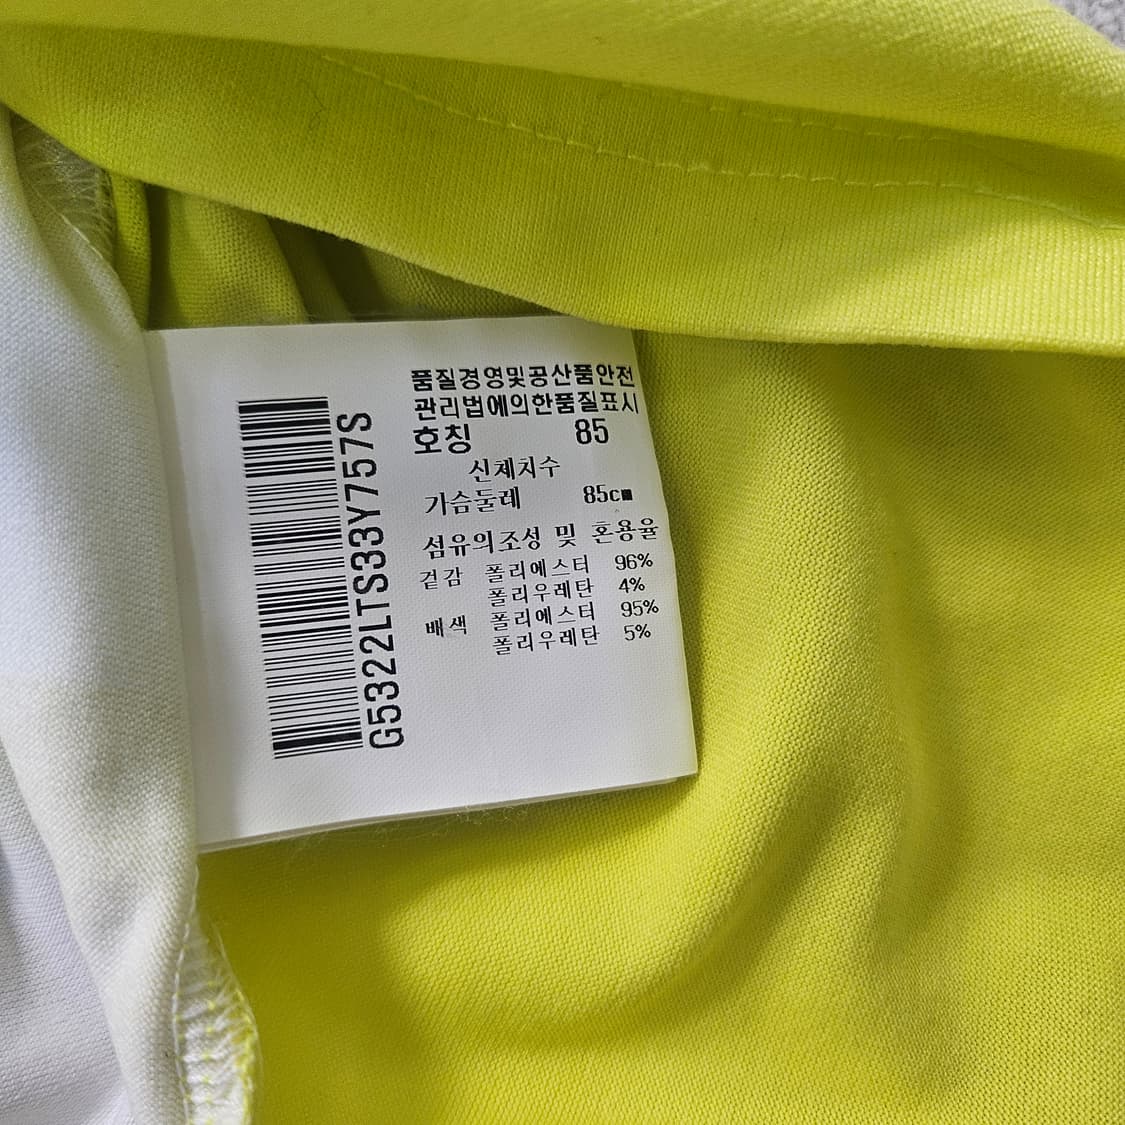 품질경영및공산품안전
관리법에의한품질표시
호칭 85
신체치수
가슴둘레 85cm
섬유의조성 및 혼용율
겉감 폴리에스터 96%
폴리우레탄 4%
배색 폴리에스터 95%
폴리우레탄 5%
G5322LTS33Y757S